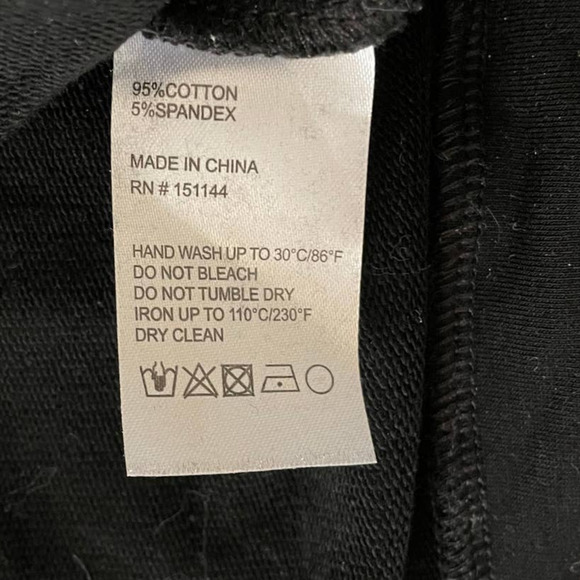 95%COTTON
5%SPANDEX
MADE IN CHINA
RN # 151144
HAND WASH UP TO 30°C/86°F
DO NOT BLEACH
DO NOT TUMBLE DRY
IRON UP TO 110°C/230°F
DRY CLEAN